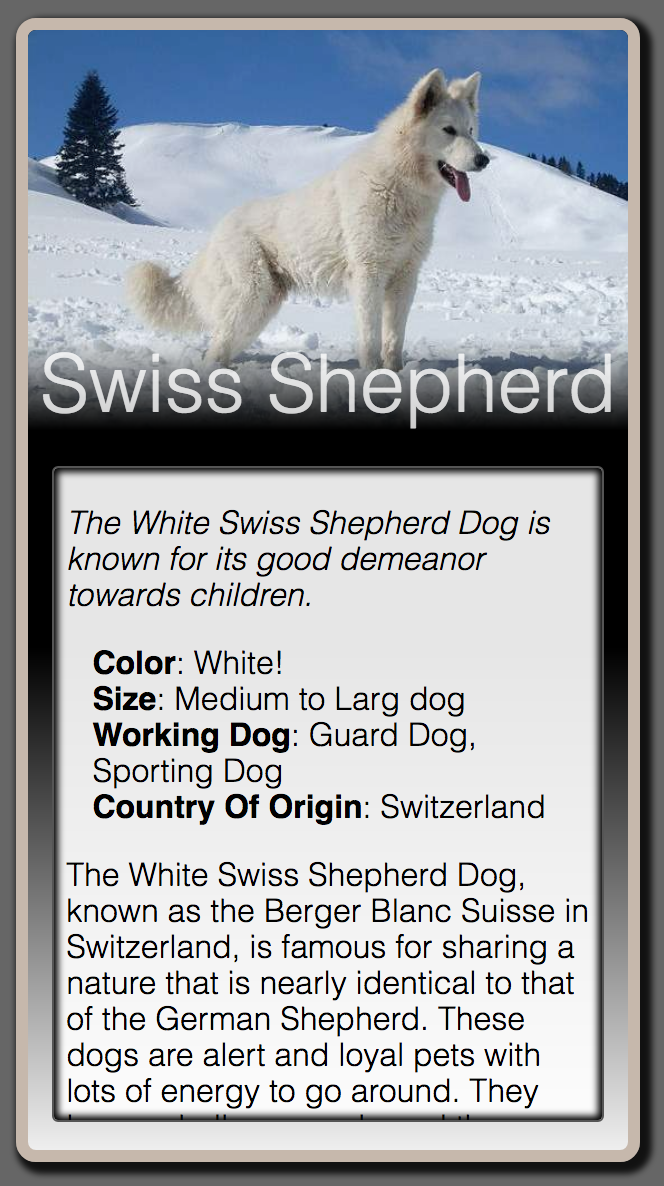 Swiss Shepherd
The White Swiss Shepherd Dog is
known for its good demeanor
towards children.
Color: White!
Size: Medium to Larg dog
Working Dog: Guard Dog,
Sporting Dog
Country Of Origin: Switzerland
The White Swiss Shepherd Dog,
known as the Berger Blanc Suisse in
Switzerland, is famous for sharing a
nature that is nearly identical to that
of the German Shepherd. These
dogs are alert and loyal pets with
lots of energy to go around. They